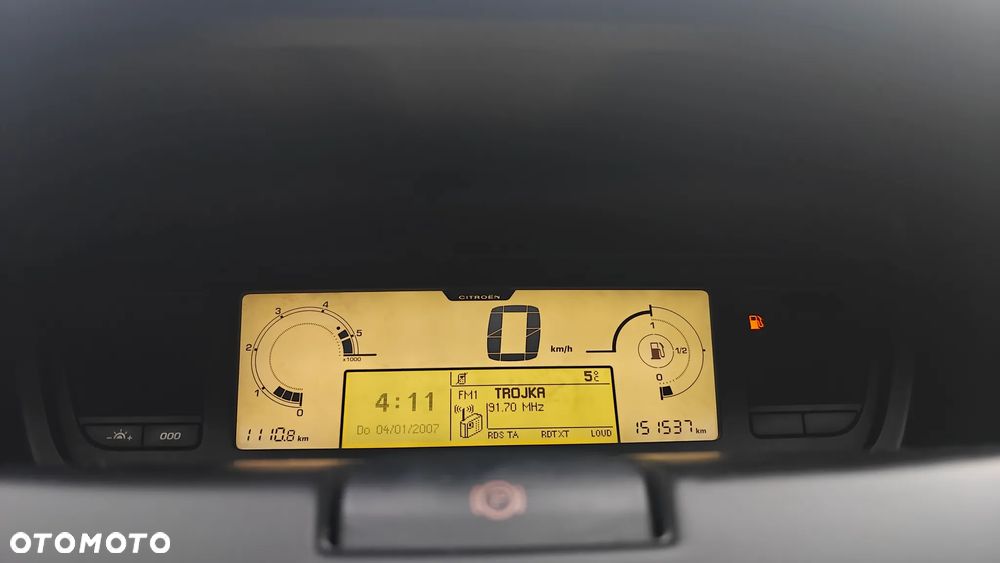 CITROËN
3
4
2
5
x1000
1
0
1110.8 km
000
0
km/h
1
1/2
0
5°C
FM1 TROJKA
91.70 MHz
4:11
Do 04/01/2007
RDS TA RDTXT LOUD
151537 km
OTOMOTO